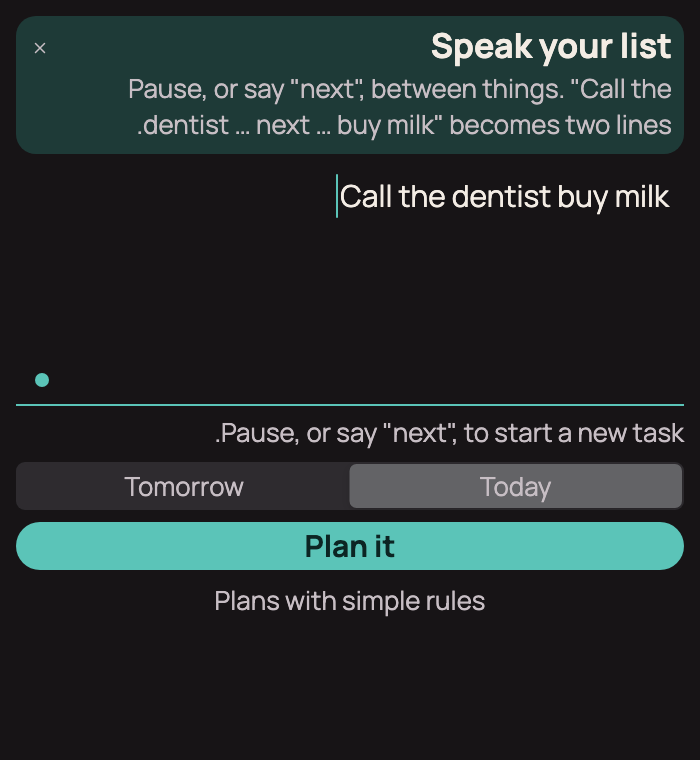 Speak your list
×
Pause, or say "next", between things. "Call the
.dentist ... next ... buy milk" becomes two lines
Call the dentist buy milk
.Pause, or say "next", to start a new task
Today
Tomorrow
Plan it
Plans with simple rules